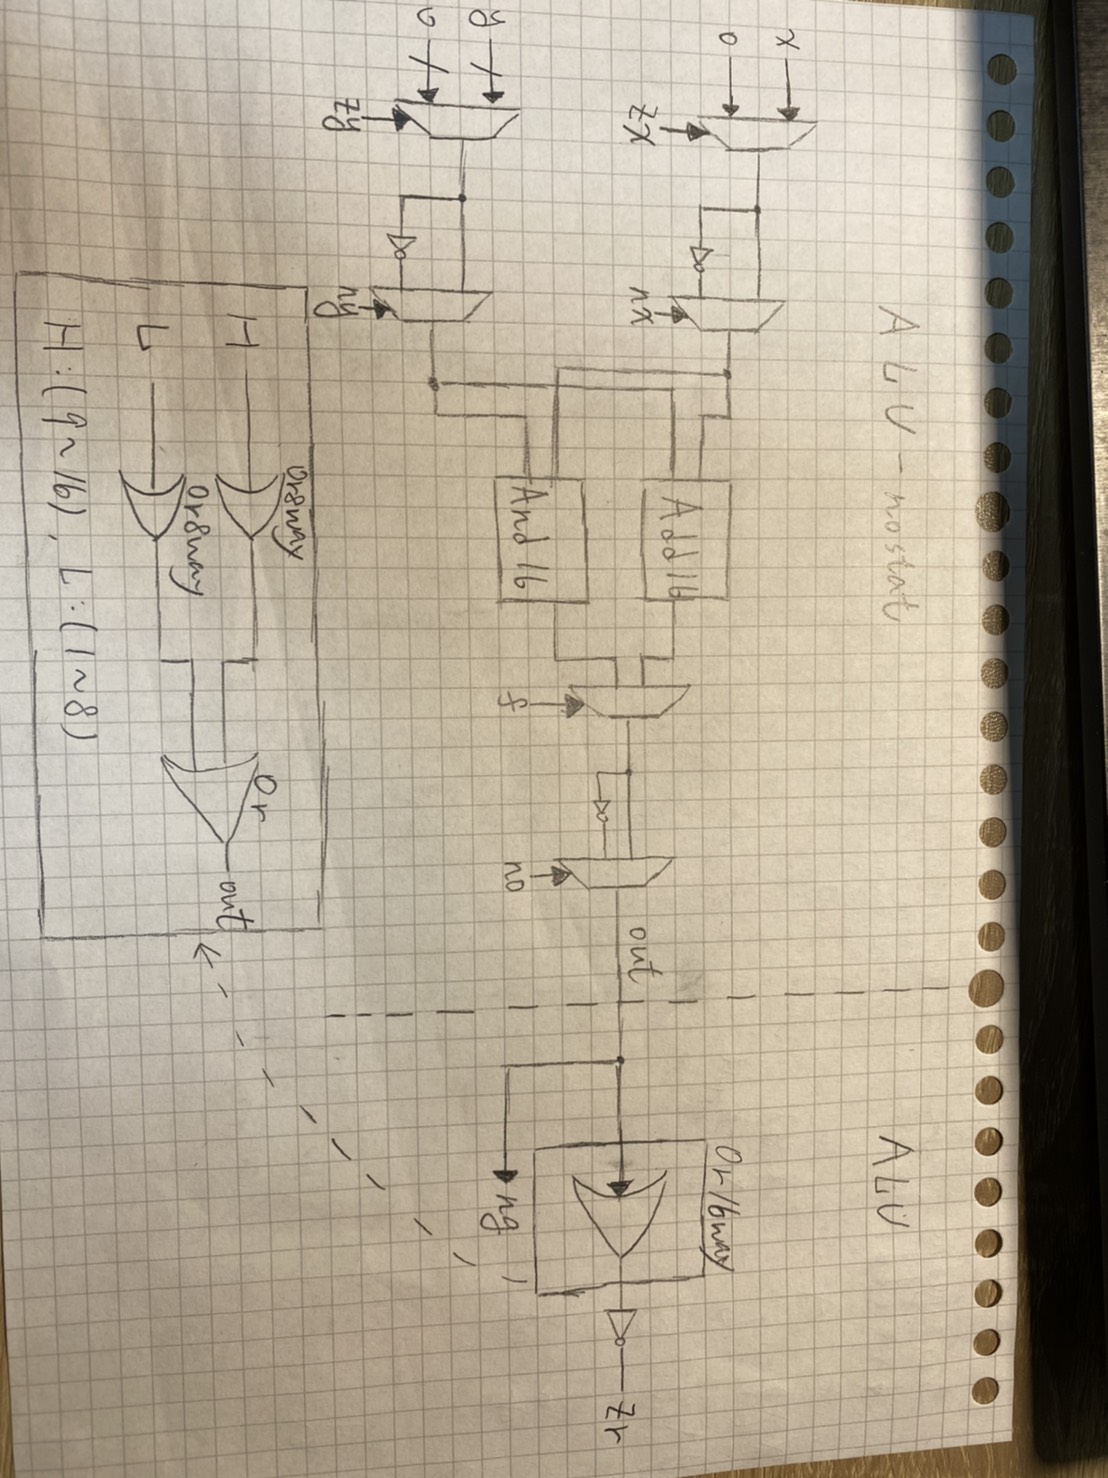 ALU-nostat
ALU
x
0
zx
nx
Add16
And16
f
no
out
Or16way
zr
ng
y
0
zy
ny
Or8way
H
Or8way
L
Or
out
H:(9~16), L:(1~8)